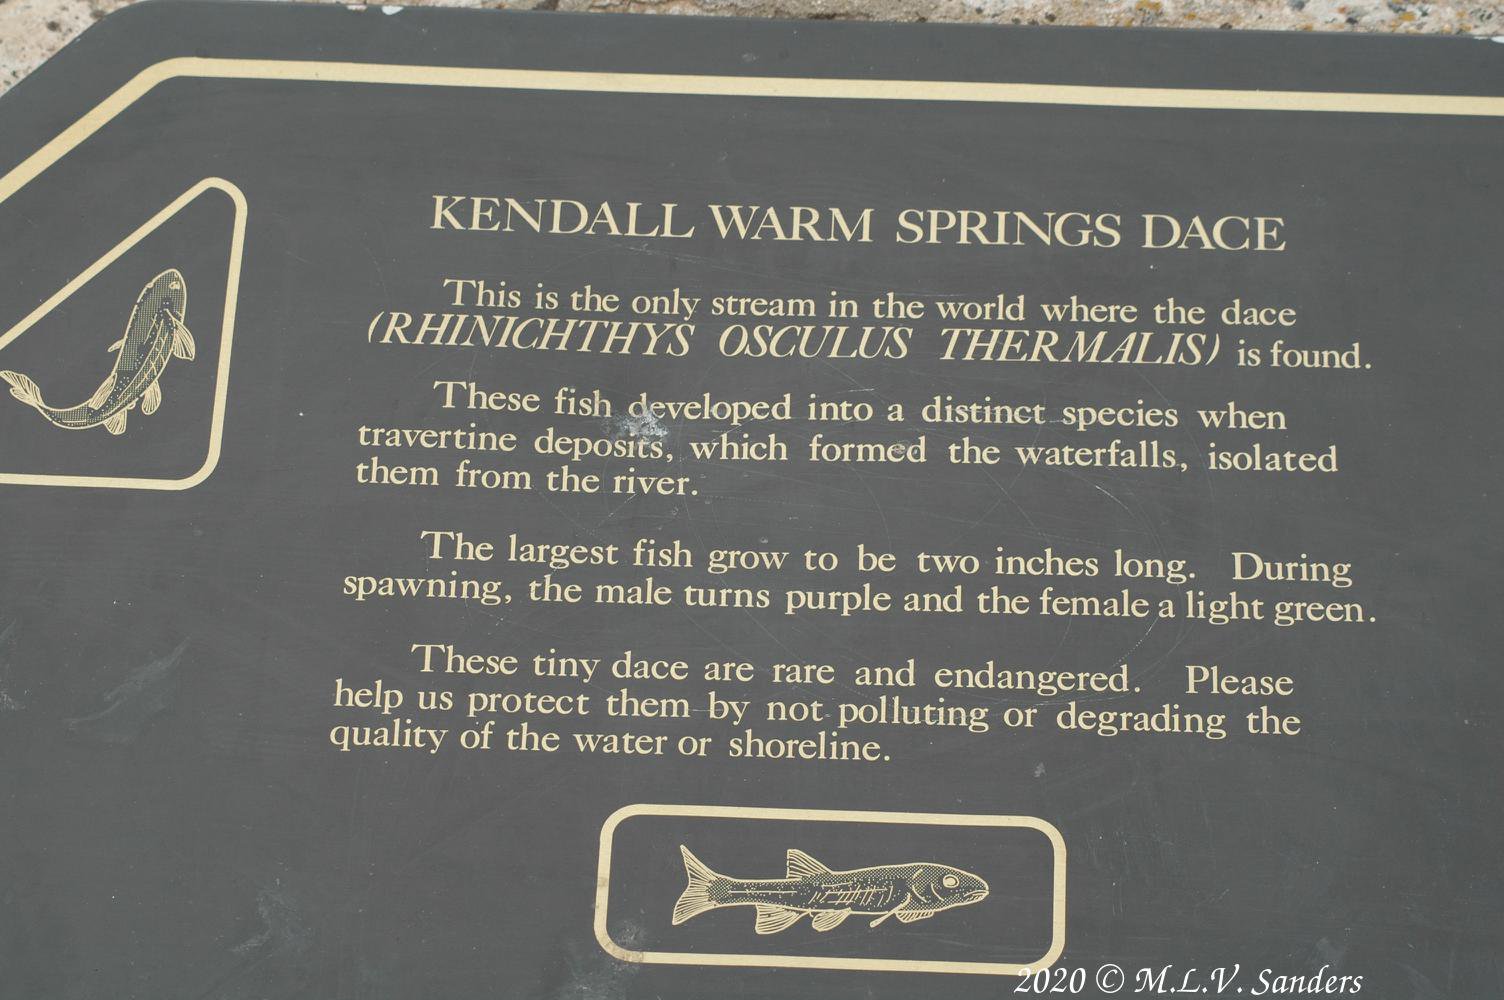 KENDALL WARM SPRINGS DACE
This is the only stream in the world where the dace
(RHINICHTHYS OSCULUS THERMALIS) is found.
These fish developed into a distinct species when
travertine deposits, which formed the waterfalls, isolated
them from the river.
The largest fish grow to be two inches long. During
spawning, the male turns purple and the female a light green.
These tiny dace are rare and endangered. Please
help us protect them by not polluting or degrading the
quality of the water or shoreline.
2020 © M.L.V. Sanders